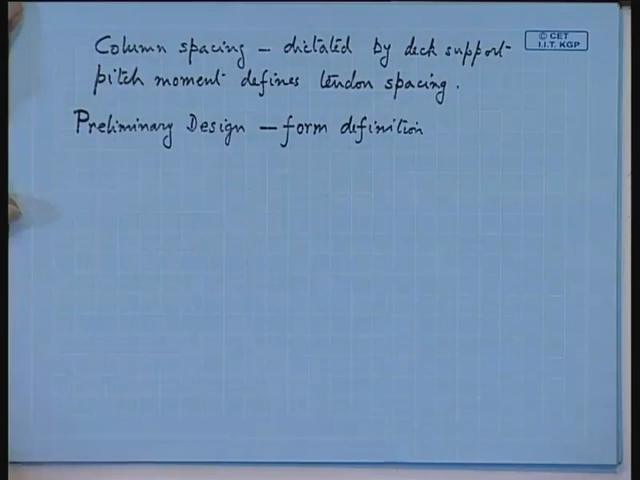 Column spacing – dictated by deck support
© CET
I.I.T. KGP
pitch moment defines tendon spacing.
Preliminary Design – form definition